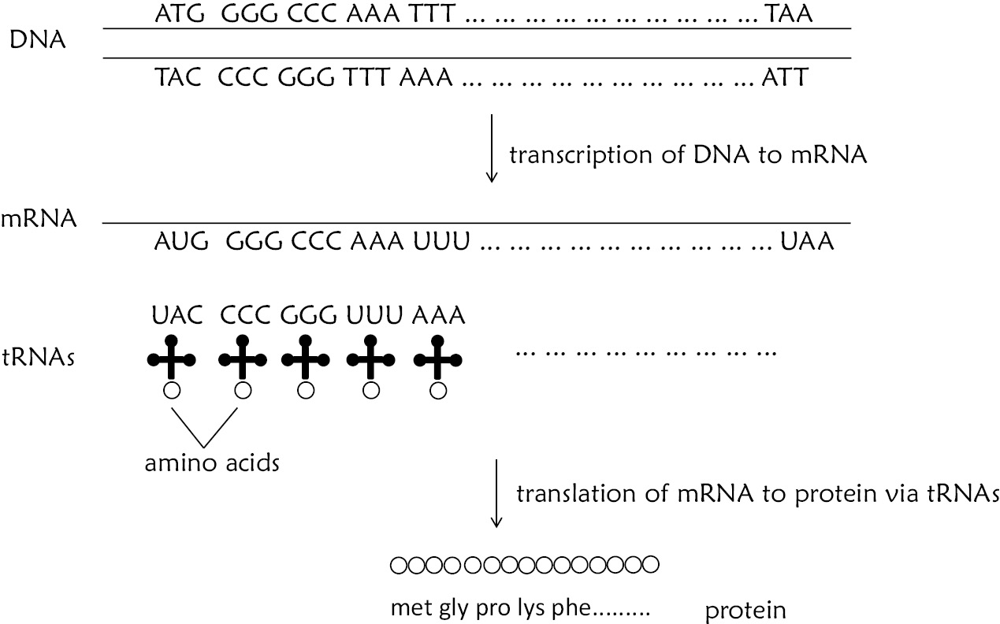 ATG GGG CCC AAA TTT ... ... ... ... ... ... ... ... ... ... TAA
DNA
TAC CCC GGG TTT AAA ... ... ... ... ... ... ... ... ... ... ATT
transcription of DNA to mRNA
mRNA
AUG GGG CCC AAA UUU ... ... ... ... ... ... ... ... ... ... UAA
UAC CCC GGG UUU AAA
tRNAs ... ... ... ... ... ... ... ... ...
amino acids
translation of mRNA to protein via tRNAs
met gly pro lys phe......... protein